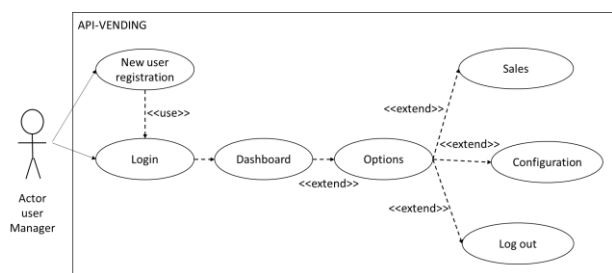 API-VENDING
New user
registration
<<use>>
Login
Dashboard
<<extend>>
Options
<<extend>>
Sales
<<extend>>
Configuration
<<extend>>
Log out
Actor
user
Manager